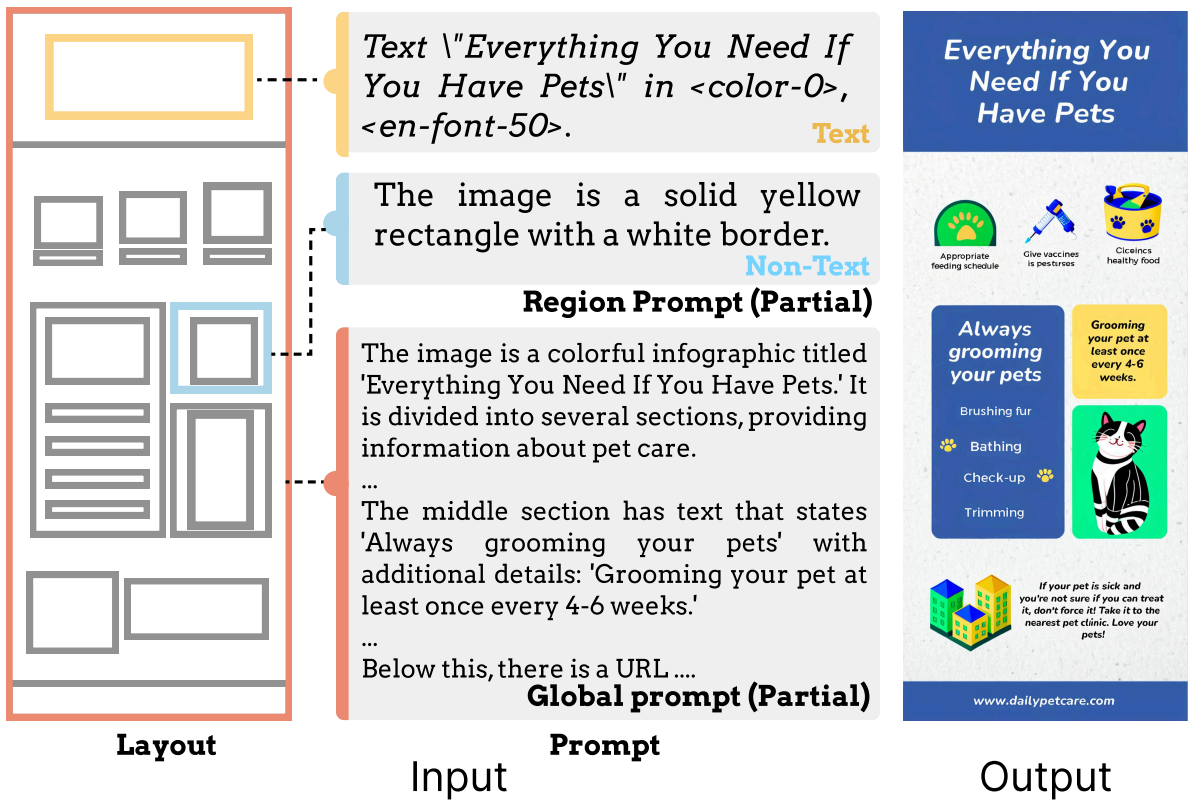 Text \"Everything You Need If
You Have Pets\" in <color-0>,
<en-font-50>.
Text
The image is a solid yellow
rectangle with a white border.
Non-Text
Region Prompt (Partial)
The image is a colorful infographic titled
'Everything You Need If You Have Pets.' It
is divided into several sections, providing
information about pet care.
...
The middle section has text that states
'Always grooming your pets' with
additional details: 'Grooming your pet at
least once every 4-6 weeks.'
...
Below this, there is a URL ....
Global prompt (Partial)
Layout
Prompt
Input
Everything You
Need If You
Have Pets
Appropriate
feeding schedule
Give vaccines
is pesturses
Ciceincs
healthy food
Always
grooming
your pets
Brushing fur
Bathing
Check-up
Trimming
Grooming
your pet at
least once
every 4-6
weeks.
If your pet is sick and
you're not sure if you can treat
it, don't force it! Take it to the
nearest pet clinic. Love your
pets!
www.dailypetcare.com
Output